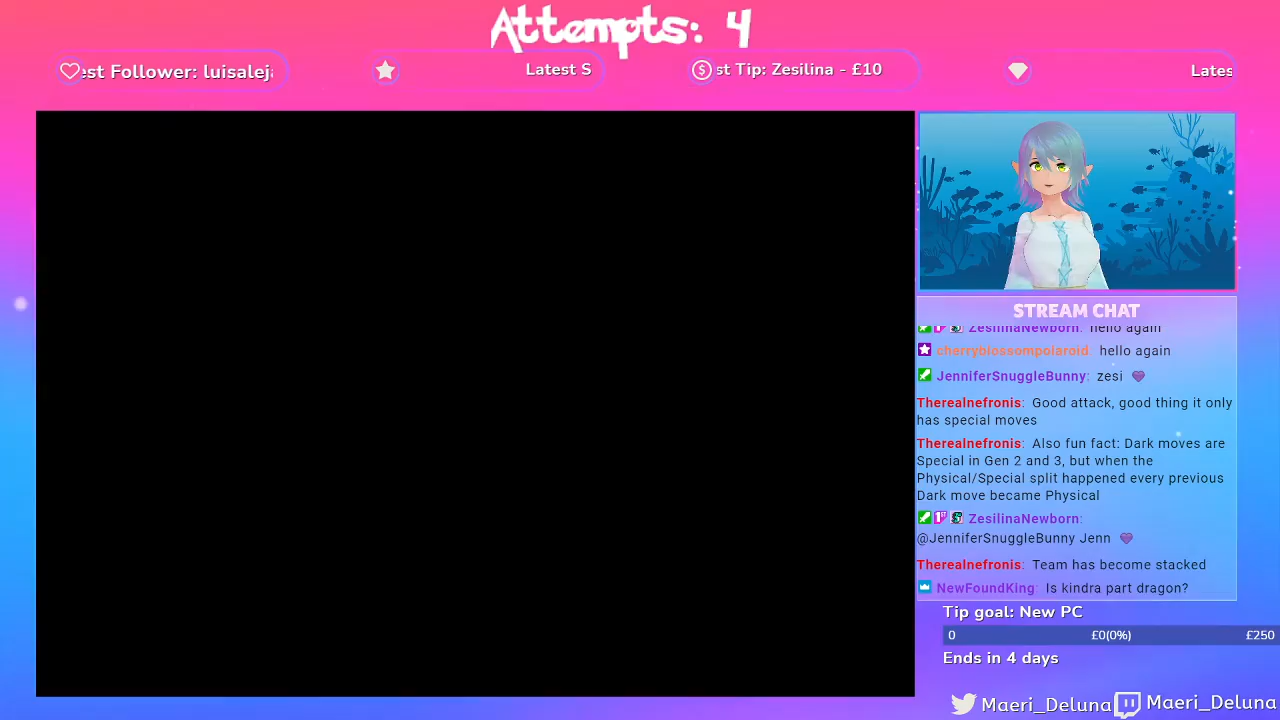 Attempts: 4
est Follower: luisalej
Latest S
st Tip: Zesilina - £10
Lates
STREAM CHAT
ZesilinaNewborn: hello again
cherryblossompolaroid: hello again
JenniferSnuggleBunny: zesi
Therealnefronis: Good attack, good thing it only
has special moves
Therealnefronis: Also fun fact: Dark moves are
Special in Gen 2 and 3, but when the
Physical/Special split happened every previous
Dark move became Physical
ZesilinaNewborn:
@JenniferSnuggleBunny Jenn
Therealnefronis: Team has become stacked
NewFoundKing: Is kindra part dragon?
Tip goal: New PC
0 £0(0%) £250
Ends in 4 days
Maeri_Deluna Maeri_Deluna